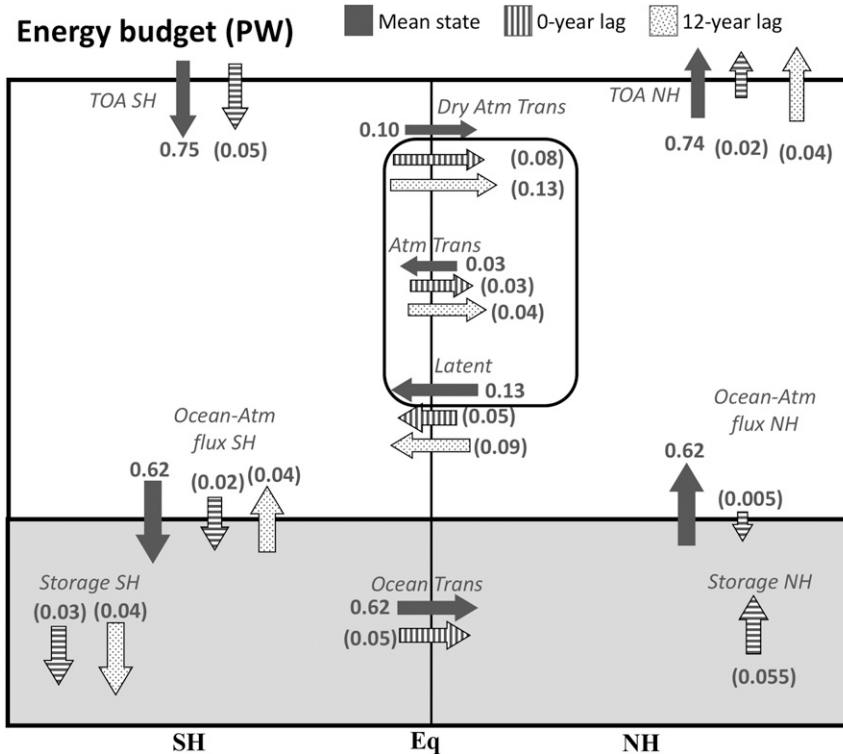 Energy budget (PW)
Mean state
0-year lag
12-year lag
TOA SH
0.75
(0.05)
Dry Atm Trans
0.10
(0.08)
(0.13)
TOA NH
0.74
(0.02)
(0.04)
Atm Trans
0.03
(0.03)
(0.04)
Latent
0.13
(0.05)
(0.09)
Ocean-Atm
flux SH
0.62
(0.02)
(0.04)
Ocean-Atm
flux NH
0.62
(0.005)
Storage SH
(0.03)
(0.04)
Ocean Trans
0.62
(0.05)
Storage NH
(0.055)
SH
Eq
NH